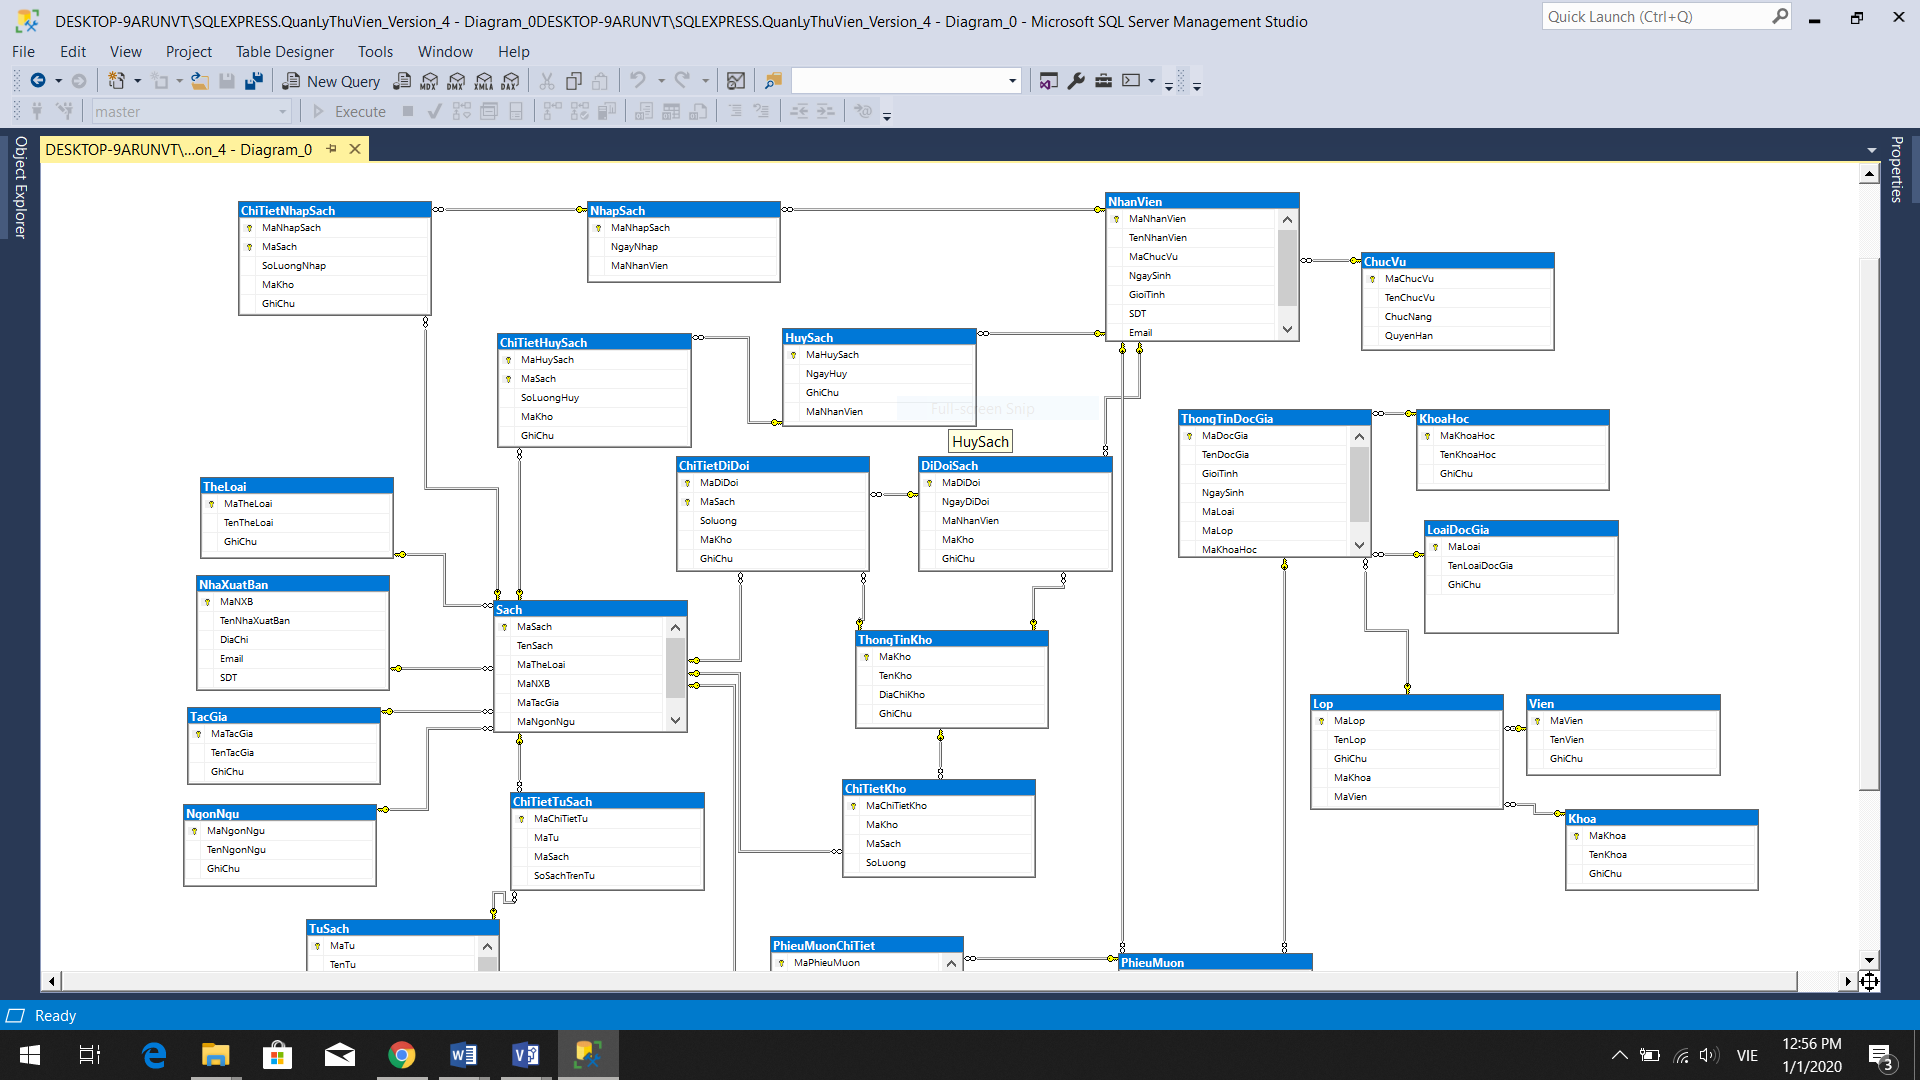 DESKTOP-9ARUNVT\SQLEXPRESS.QuanLyThuVien_Version_4 - Diagram_0DESKTOP-9ARUNVT\SQLEXPRESS.QuanLyThuVien_Version_4 - Diagram_0 - Microsoft SQL Server Management Studio
Quick Launch (Ctrl+Q)
File Edit View Project Table Designer Tools Window Help
New Query
MDX DMX XMLA DAX
master
Execute
Object Explorer
DESKTOP-9ARUNVT\...on_4 - Diagram_0
Properties
ChiTietNhapSach
MaNhapSach
MaSach
SoLuongNhap
MaKho
GhiChu
NhapSach
MaNhapSach
NgayNhap
MaNhanVien
NhanVien
MaNhanVien
TenNhanVien
MaChucVu
NgaySinh
GioiTinh
SDT
Email
ChucVu
MaChucVu
TenChucVu
ChucNang
QuyenHan
ChiTietHuySach
MaHuySach
MaSach
SoLuongHuy
MaKho
GhiChu
HuySach
MaHuySach
NgayHuy
GhiChu
MaNhanVien
Full-screen Snip
HuySach
ThongTinDocGia
MaDocGia
TenDocGia
GioiTinh
NgaySinh
MaLoai
MaLop
MaKhoaHoc
KhoaHoc
MaKhoaHoc
TenKhoaHoc
GhiChu
ChiTietDiDoi
MaDiDoi
MaSach
Soluong
MaKho
GhiChu
DiDoiSach
MaDiDoi
NgayDiDoi
MaNhanVien
MaKho
GhiChu
TheLoai
MaTheLoai
TenTheLoai
GhiChu
LoaiDocGia
MaLoai
TenLoaiDocGia
GhiChu
NhaXuatBan
MaNXB
TenNhaXuatBan
DiaChi
Email
SDT
Sach
MaSach
TenSach
MaTheLoai
MaNXB
MaTacGia
MaNgonNgu
ThongTinKho
MaKho
TenKho
DiaChiKho
GhiChu
TacGia
MaTacGia
TenTacGia
GhiChu
Lop
MaLop
TenLop
GhiChu
MaKhoa
MaVien
Vien
MaVien
TenVien
GhiChu
NgonNgu
MaNgonNgu
TenNgonNgu
GhiChu
ChiTietTuSach
MaChiTietTu
MaTu
MaSach
SoSachTrenTu
ChiTietKho
MaChiTietKho
MaKho
MaSach
SoLuong
Khoa
MaKhoa
TenKhoa
GhiChu
TuSach
MaTu
TenTu
PhieuMuonChiTiet
MaPhieuMuon
PhieuMuon
Ready
VIE
12:56 PM
1/1/2020
3